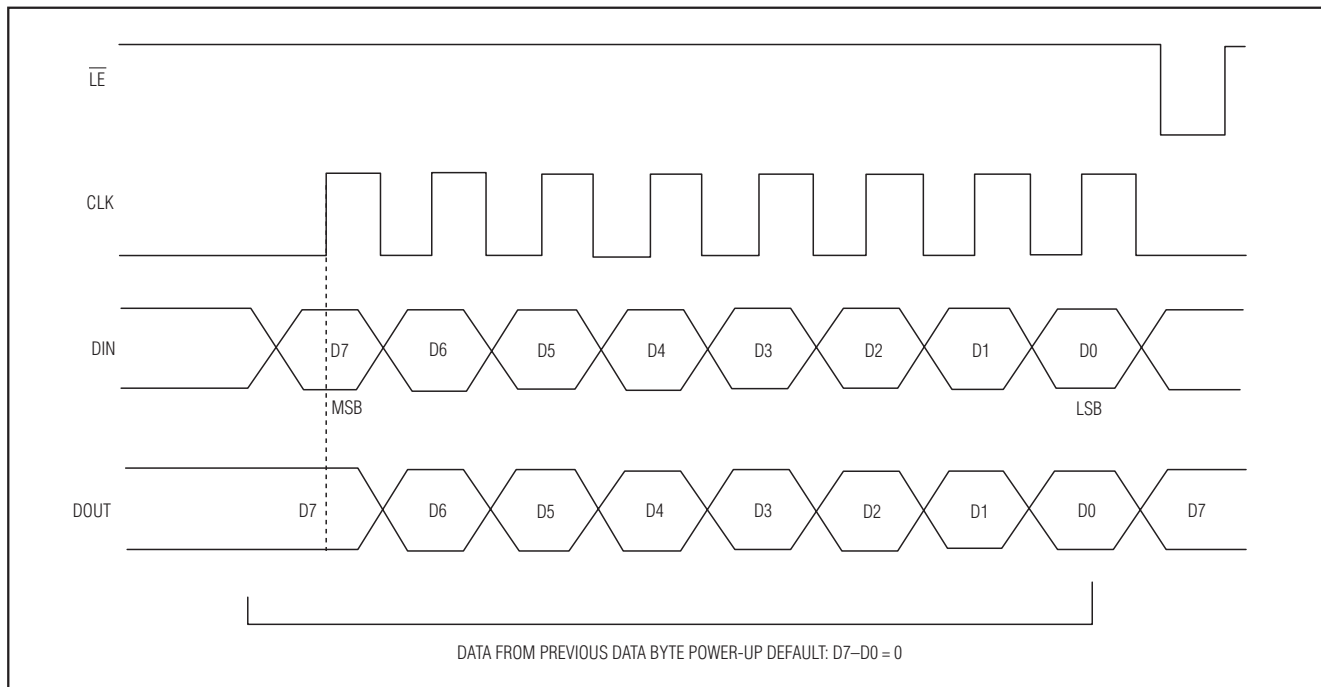 LE
CLK
DIN
D7 D6 D5 D4 D3 D2 D1 D0
MSB LSB
DOUT
D7 D6 D5 D4 D3 D2 D1 D0 D7
DATA FROM PREVIOUS DATA BYTE POWER-UP DEFAULT: D7–D0 = 0